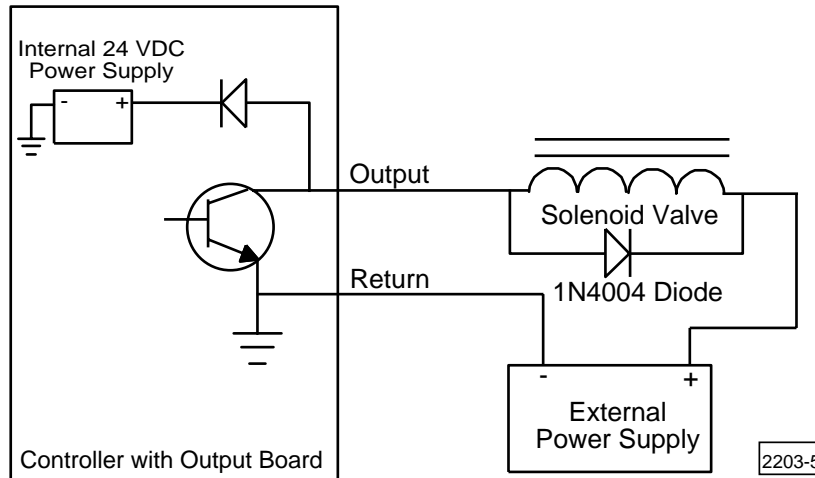 Internal 24 VDC
Power Supply
- +
Output
Solenoid Valve
1N4004 Diode
Return
- +
External
Power Supply
Controller with Output Board
2203-5